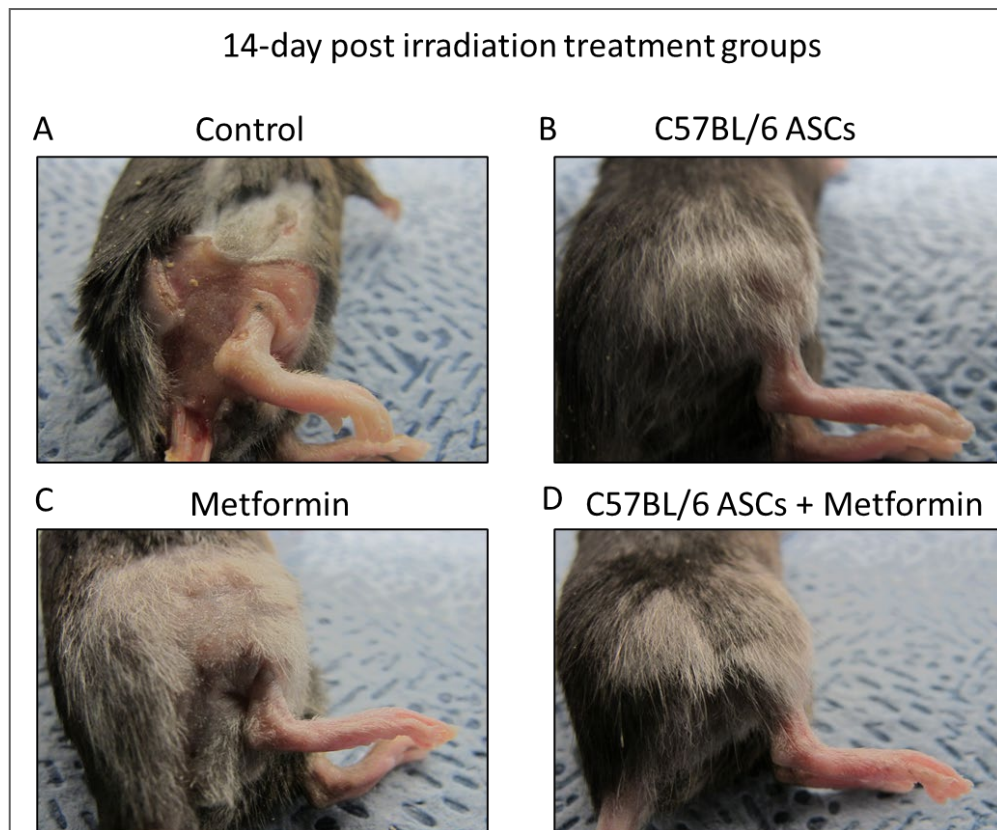 14-day post irradiation treatment groups
A Control
B C57BL/6 ASCs
C Metformin
D C57BL/6 ASCs + Metformin